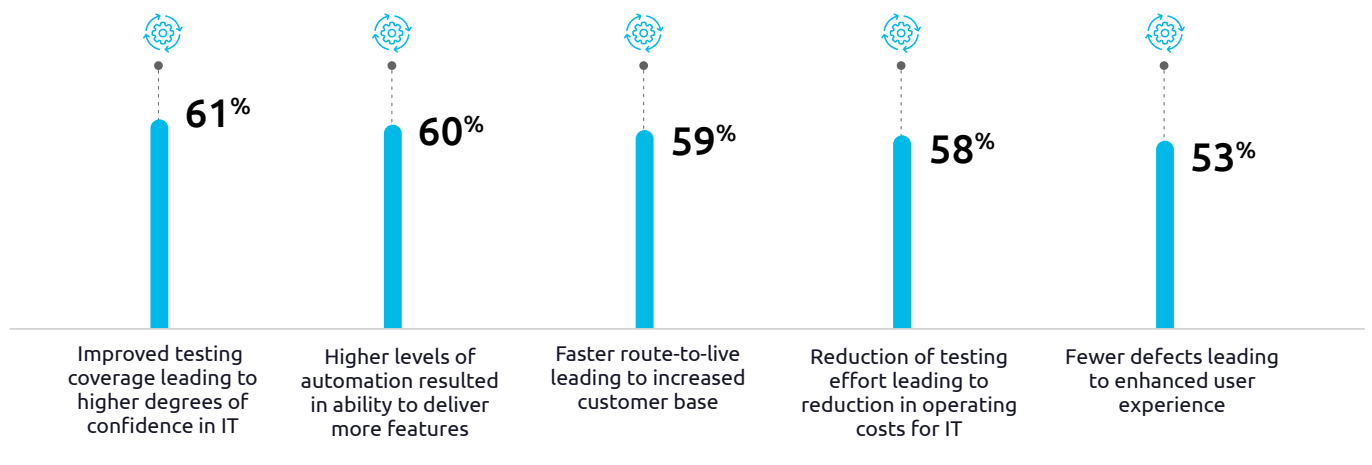 61%
60%
59%
58%
53%
Improved testing
coverage leading to
higher degrees of
confidence in IT
Higher levels of
automation resulted
in ability to deliver
more features
Faster route-to-live
leading to increased
customer base
Reduction of testing
effort leading to
reduction in operating
costs for IT
Fewer defects leading
to enhanced user
experience